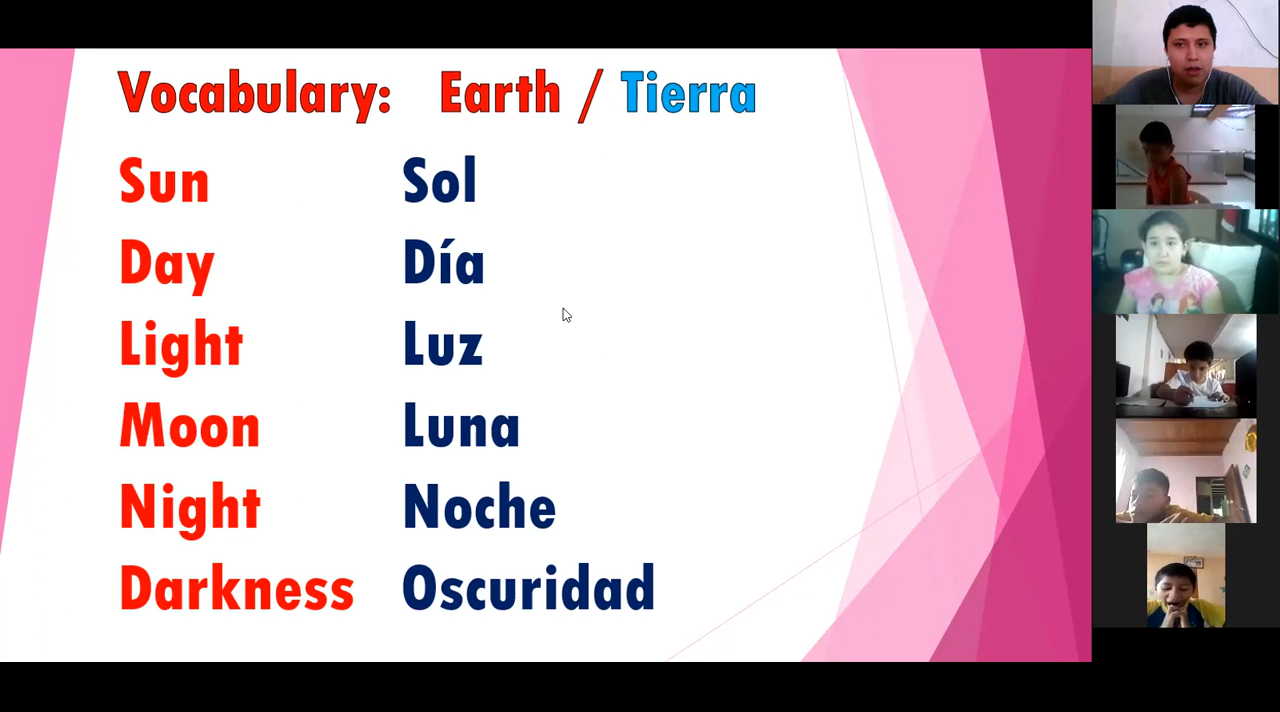 Vocabulary: Earth / Tierra
Sun Sol
Day Día
Light Luz
Moon Luna
Night Noche
Darkness Oscuridad